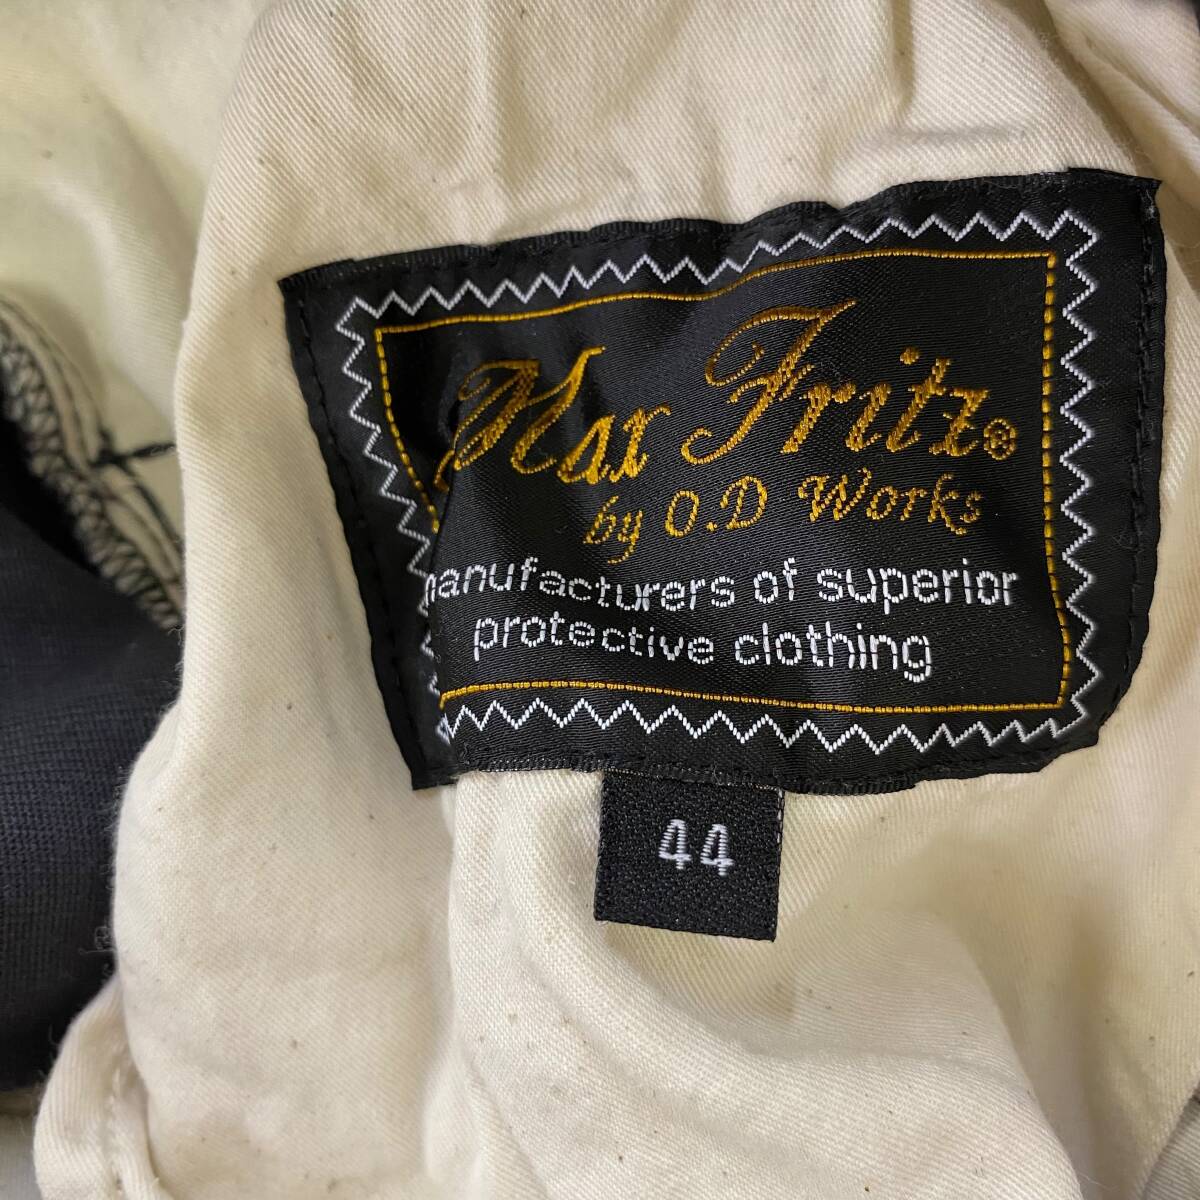 Max Fritz®
by O.D Works
manufacturers of superior
protective clothing
44